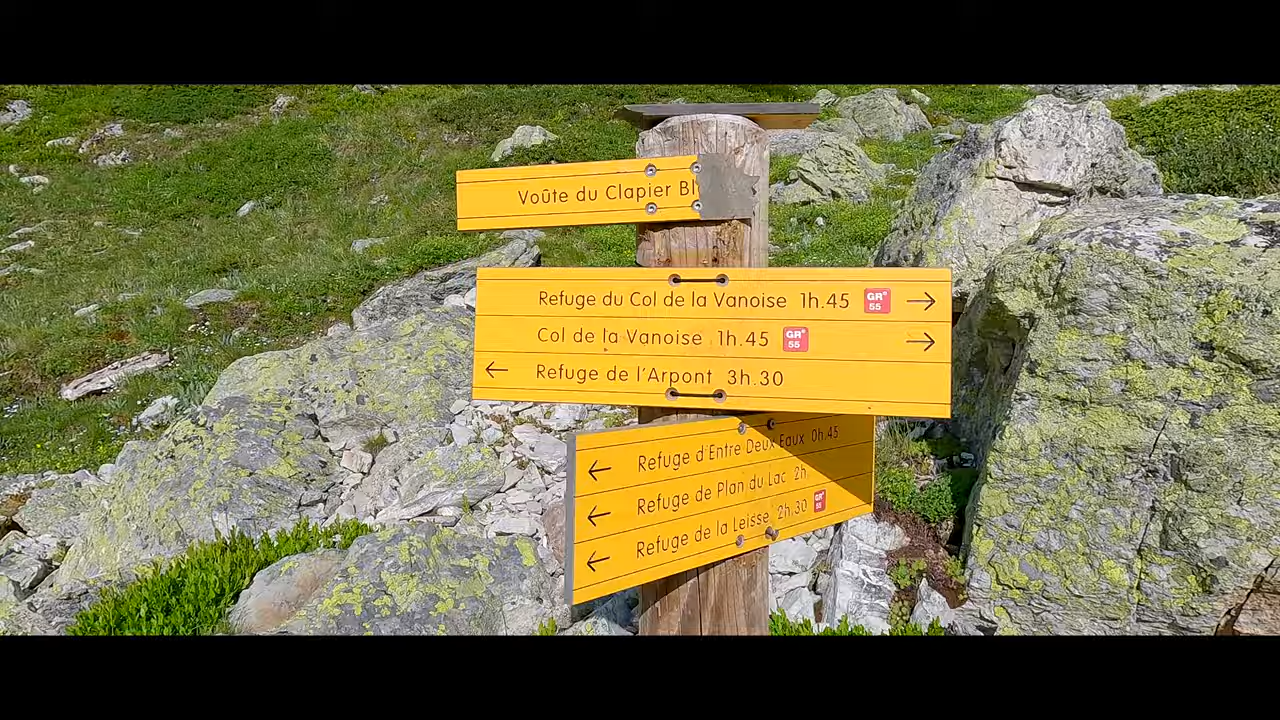 Voûte du Clapier Bl
Refuge du Col de la Vanoise 1h.45 GR® 55 →
Col de la Vanoise 1h.45 GR® 55 →
← Refuge de l'Arpont 3h.30
← Refuge d'Entre Deux Eaux 0h.45
← Refuge de Plan du Lac 2h
← Refuge de la Leisse 2h.30 GR® 55